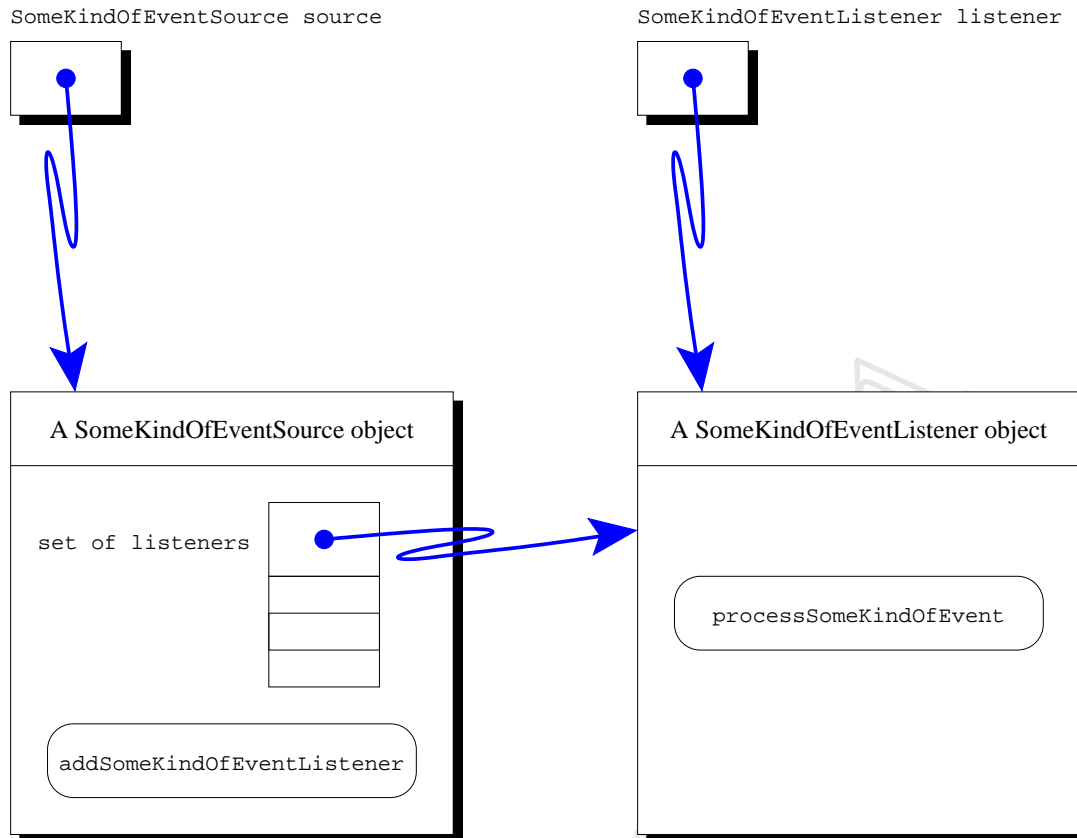 SomeKindOfEventSource source
SomeKindOfEventListener listener
A SomeKindOfEventSource object
A SomeKindOfEventListener object
set of listeners
processSomeKindOfEvent
addSomeKindOfEventListener